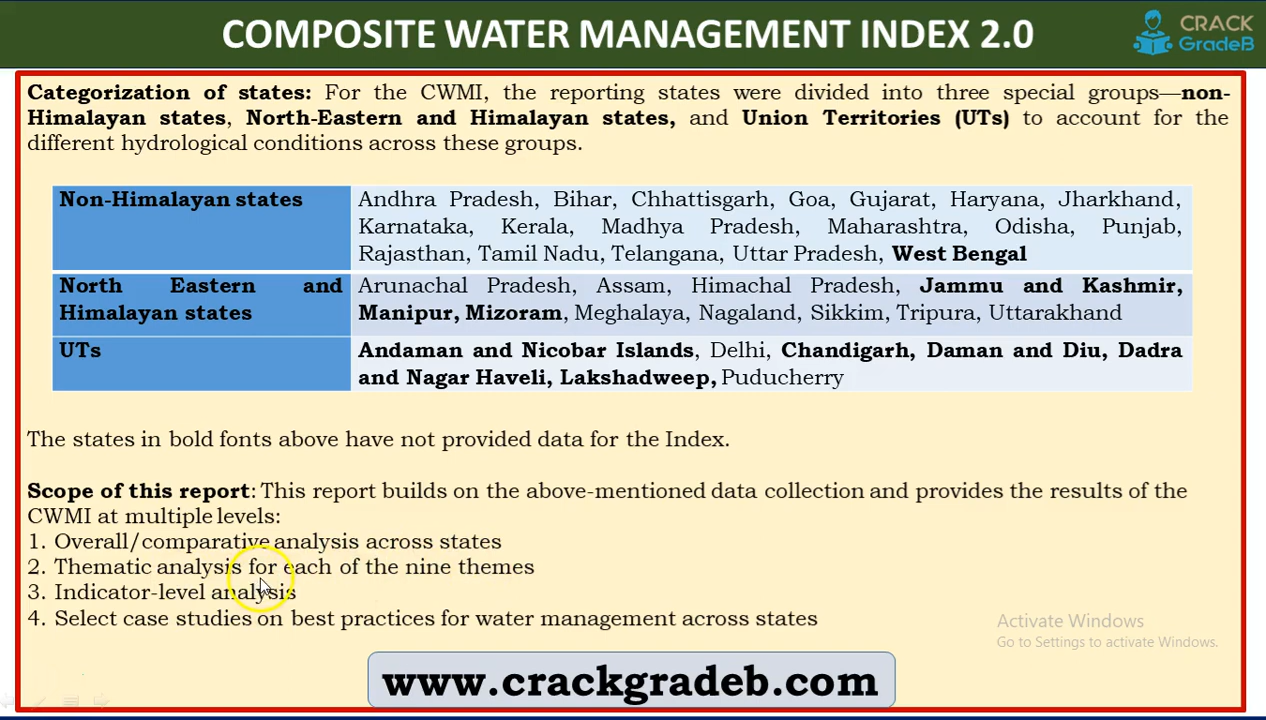 COMPOSITE WATER MANAGEMENT INDEX 2.0
CRACK
GradeB
Categorization of states: For the CWMI, the reporting states were divided into three special groups—non-
Himalayan states, North-Eastern and Himalayan states, and Union Territories (UTs) to account for the
different hydrological conditions across these groups.
Non-Himalayan states
Andhra Pradesh, Bihar, Chhattisgarh, Goa, Gujarat, Haryana, Jharkhand,
Karnataka, Kerala, Madhya Pradesh, Maharashtra, Odisha, Punjab,
Rajasthan, Tamil Nadu, Telangana, Uttar Pradesh, West Bengal
North Eastern and
Himalayan states
Arunachal Pradesh, Assam, Himachal Pradesh, Jammu and Kashmir,
Manipur, Mizoram, Meghalaya, Nagaland, Sikkim, Tripura, Uttarakhand
UTs
Andaman and Nicobar Islands, Delhi, Chandigarh, Daman and Diu, Dadra
and Nagar Haveli, Lakshadweep, Puducherry
The states in bold fonts above have not provided data for the Index.
Scope of this report: This report builds on the above-mentioned data collection and provides the results of the
CWMI at multiple levels:
1. Overall/comparative analysis across states
2. Thematic analysis for each of the nine themes
3. Indicator-level analysis
4. Select case studies on best practices for water management across states
Activate Windows
Go to Settings to activate Windows.
www.crackgradeb.com